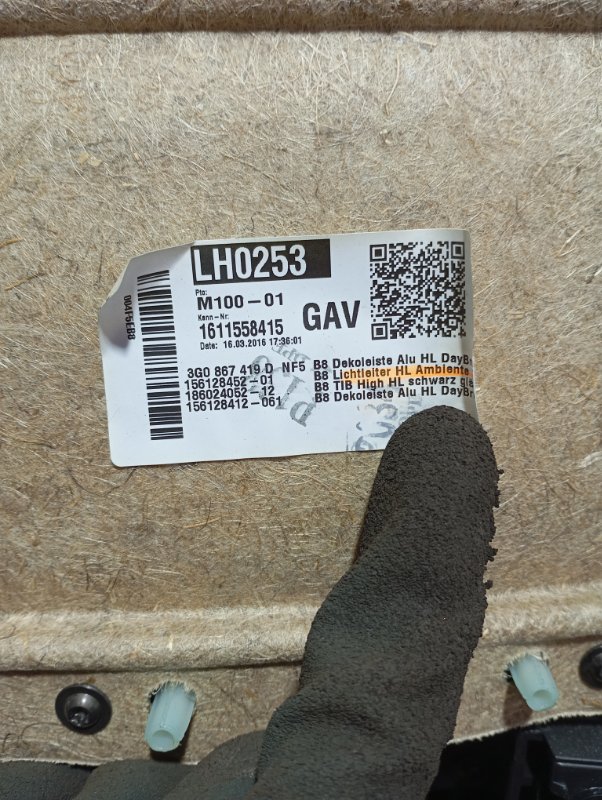 LH0253
Pto:
M100-01
Kenn-Nr:
1611558415
GAV
Date: 16.03.2016 17:36:01
3G0 867 419 D NF5
156128452-01
186024052-12
156128412-061
B8 Dekoleiste Alu HL DayBr
B8 Lichtleiter HL Ambiente
B8 TIB High HL schwarz gla
B8 Dekoleiste Alu HL DayBr
004F5EB8